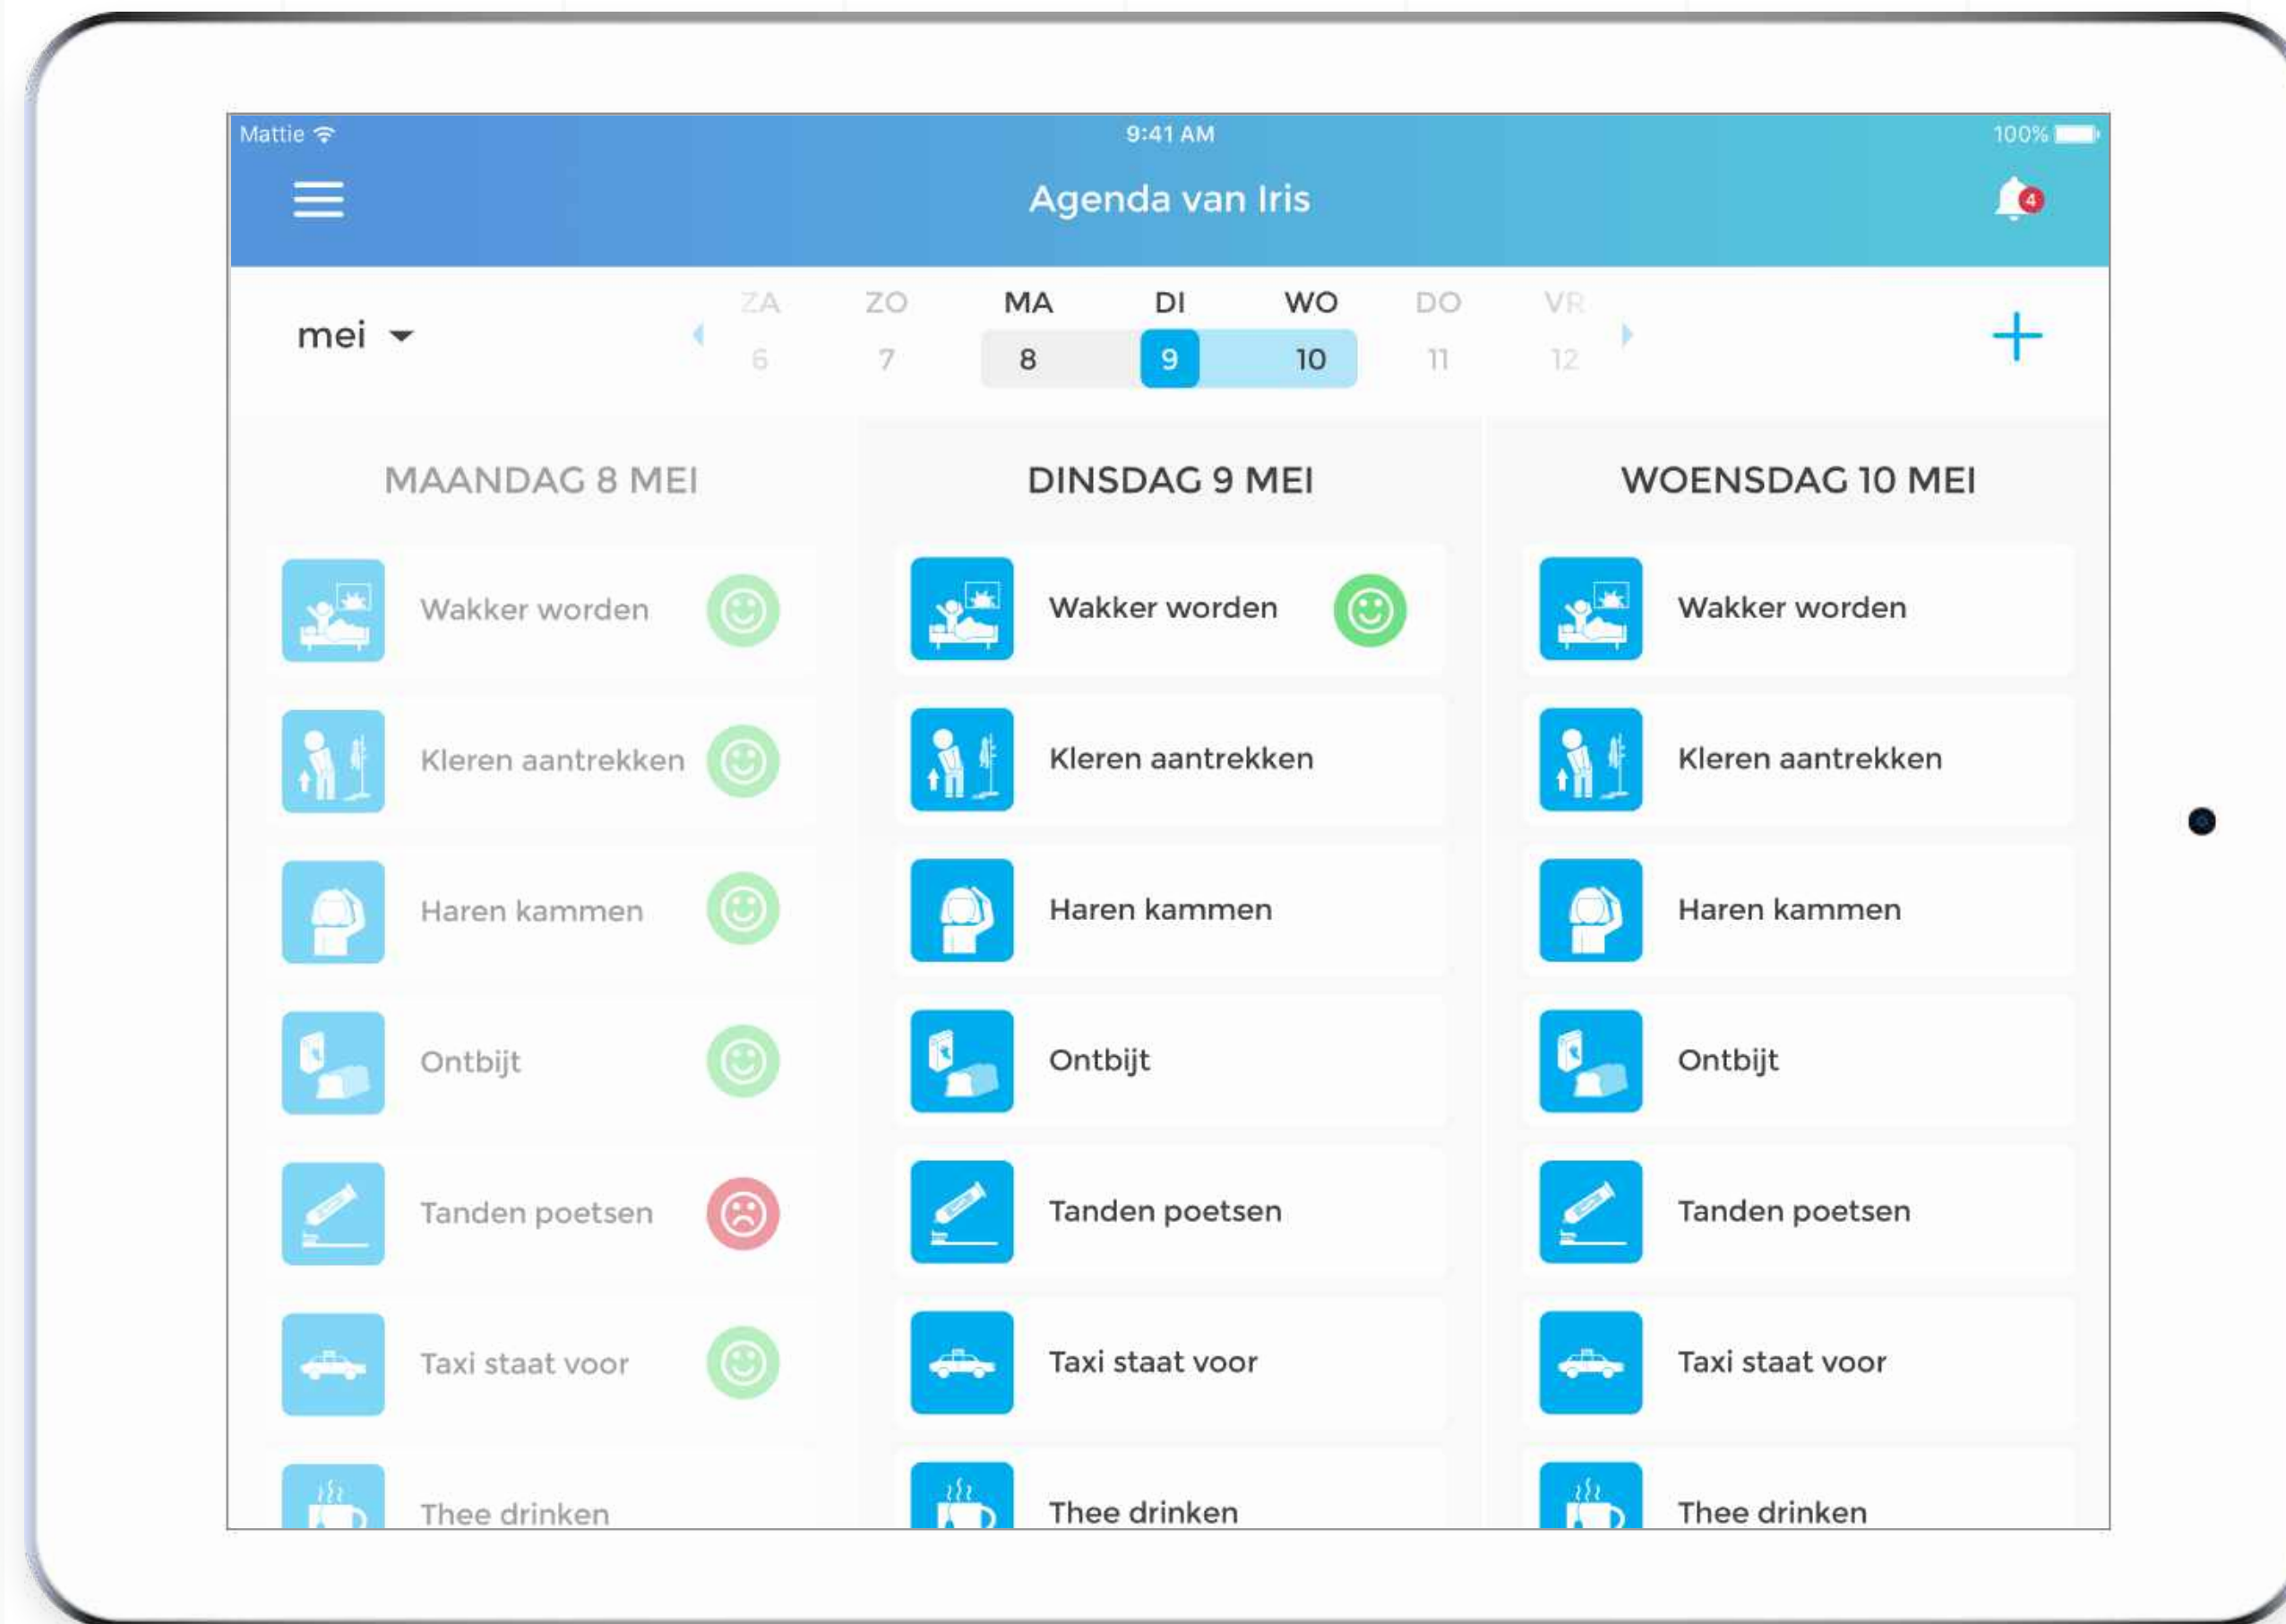 Mattie 9:41 AM 100%
Agenda van Iris
4
mei
ZA ZO MA DI WO DO VR
6 7 8 9 10 11 12
MAANDAG 8 MEI
Wakker worden
Kleren aantrekken
Haren kammen
Ontbijt
Tanden poetsen
Taxi staat voor
Thee drinken
DINSDAG 9 MEI
Wakker worden
Kleren aantrekken
Haren kammen
Ontbijt
Tanden poetsen
Taxi staat voor
Thee drinken
WOENSDAG 10 MEI
Wakker worden
Kleren aantrekken
Haren kammen
Ontbijt
Tanden poetsen
Taxi staat voor
Thee drinken